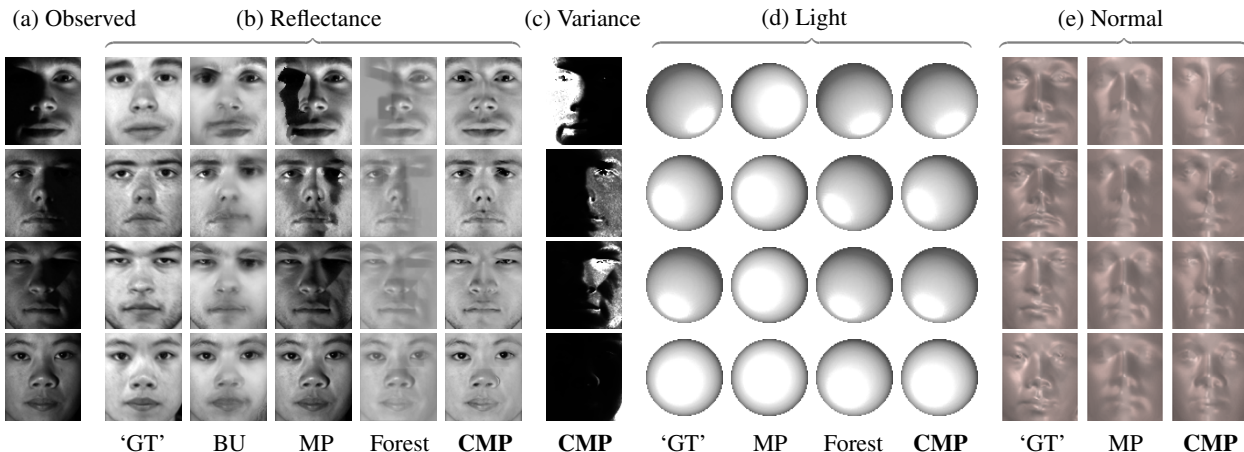 (a) Observed (b) Reflectance (c) Variance (d) Light (e) Normal
‘GT’ BU MP Forest CMP CMP ‘GT’ MP Forest CMP ‘GT’ MP CMP